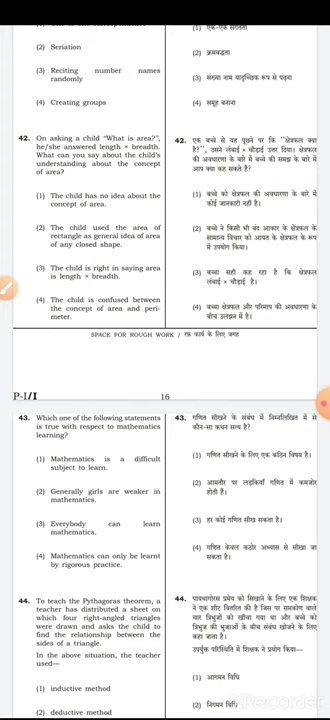 (2) Seriation
(3) Reciting number names
randomly
(4) Creating groups
(1) एक-एक संगतता
(2) क्रमबद्धता
(3) संख्या नाम यादृच्छिक रूप से पढ़ना
(4) समूह बनाना
42. On asking a child “What is area?”,
he/she answered length × breadth.
What can you say about the child's
understanding about the concept
of area?
(1) The child has no idea about the
concept of area.
(2) The child used the area of
rectangle as general idea of area
of any closed shape.
(3) The child is right in saying area
is length × breadth.
(4) The child is confused between
the concept of area and peri-
meter.
42. एक बच्चे से यह पूछने पर कि “क्षेत्रफल क्या
है?”, उसने लंबाई × चौड़ाई उत्तर दिया। क्षेत्रफल
की अवधारणा के बारे में बच्चे की समझ के बारे में
आप क्या कह सकते है?
(1) बच्चे को क्षेत्रफल की अवधारणा के बारे में
कोई जानकारी नहीं है।
(2) बच्चे ने किसी भी बंद आकार के क्षेत्रफल के
सामान्य विचार को आयत के क्षेत्रफल के रूप
में उपयोग किया।
(3) बच्चा सही कह रहा है कि क्षेत्रफल
लंबाई × चौड़ाई है।
(4) बच्चा क्षेत्रफल और परिमाप की अवधारणा के
बीच उलझन में है।
SPACE FOR ROUGH WORK / रफ़ कार्य के लिए जगह
P-I/I
16
43. Which one of the following statements
is true with respect to mathematics
learning?
(1) Mathematics is a difficult
subject to learn.
(2) Generally girls are weaker in
mathematics.
(3) Everybody can learn
mathematics.
(4) Mathematics can only be learnt
by rigorous practice.
43. गणित सीखने के संबंध में निम्नलिखित में से
कौन-सा कथन सत्य है?
(1) गणित सीखने के लिए एक कठिन विषय है।
(2) आमतौर पर लड़कियाँ गणित में कमजोर
होती हैं।
(3) हर कोई गणित सीख सकता है।
(4) गणित केवल कठोर अभ्यास से सीखा जा
सकता है।
44. To teach the Pythagoras theorem, a
teacher has distributed a sheet on
which four right-angled triangles
were drawn and asks the child to
find the relationship between the
sides of a triangle.
In the above situation, the teacher
used—
(1) inductive method
(2) deductive method
44. पायथागोरस प्रमेय को सिखाने के लिए एक शिक्षक
ने एक शीट वितरित की है जिस पर समकोण वाले
चार त्रिभुजों को खींचा गया था और बच्चे को
त्रिभुज की भुजाओं के बीच संबंध खोजने के लिए
कहा जाता है।
उपर्युक्त परिस्थिति में शिक्षक ने प्रयोग किया—
(1) आगमन विधि
(2) निगमन विधि